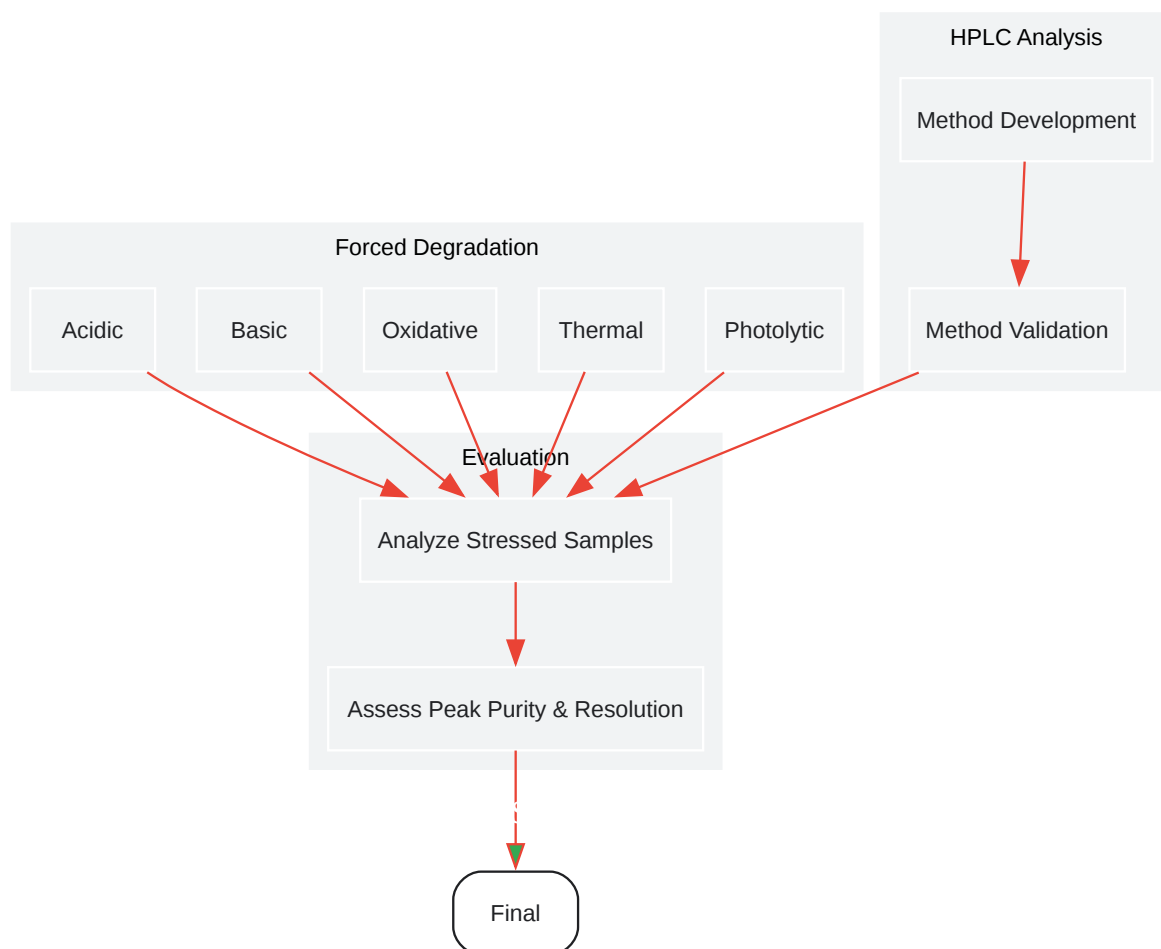 HPLC Analysis
Method Development
Forced Degradation
Acidic
Basic
Oxidative
Thermal
Photolytic
Method Validation
Evaluation
Analyze Stressed Samples
Assess Peak Purity & Resolution
Final